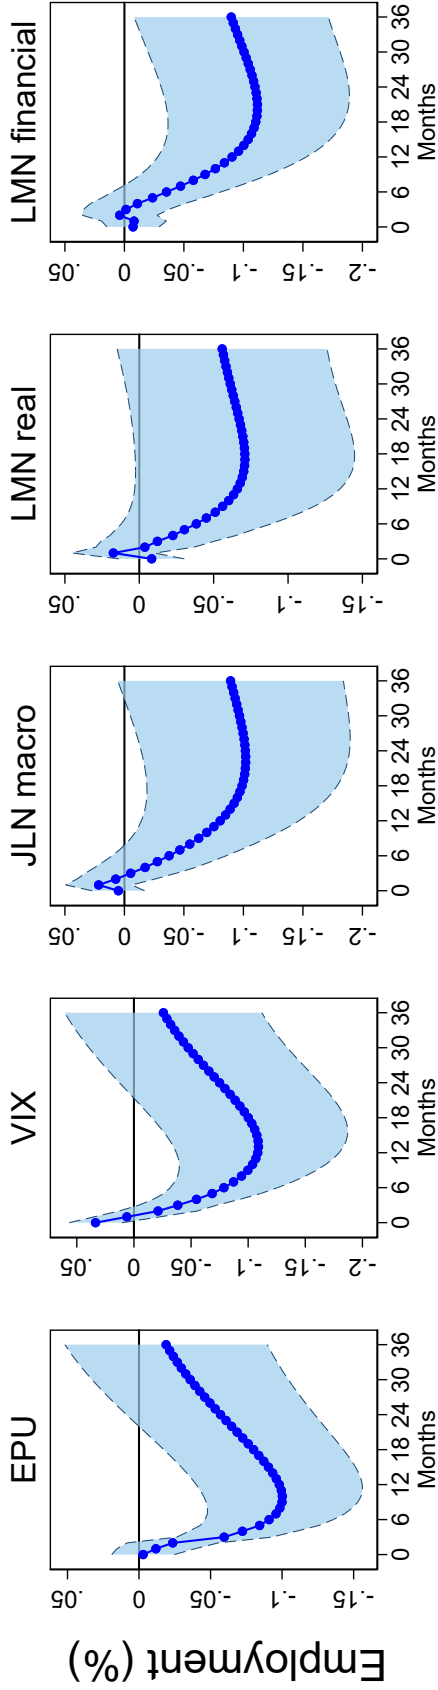 Employment (%)
EPU
.05
0
-.05
-.1
-.15
0 6 12 18 24 30 36
Months
VIX
.05
0
-.05
-.1
-.15
-.2
0 6 12 18 24 30 36
Months
JLN macro
.05
0
-.05
-.1
-.15
-.2
0 6 12 18 24 30 36
Months
LMN real
.05
0
-.05
-.1
-.15
0 6 12 18 24 30 36
Months
LMN financial
.05
0
-.05
-.1
-.15
-.2
0 6 12 18 24 30 36
Months